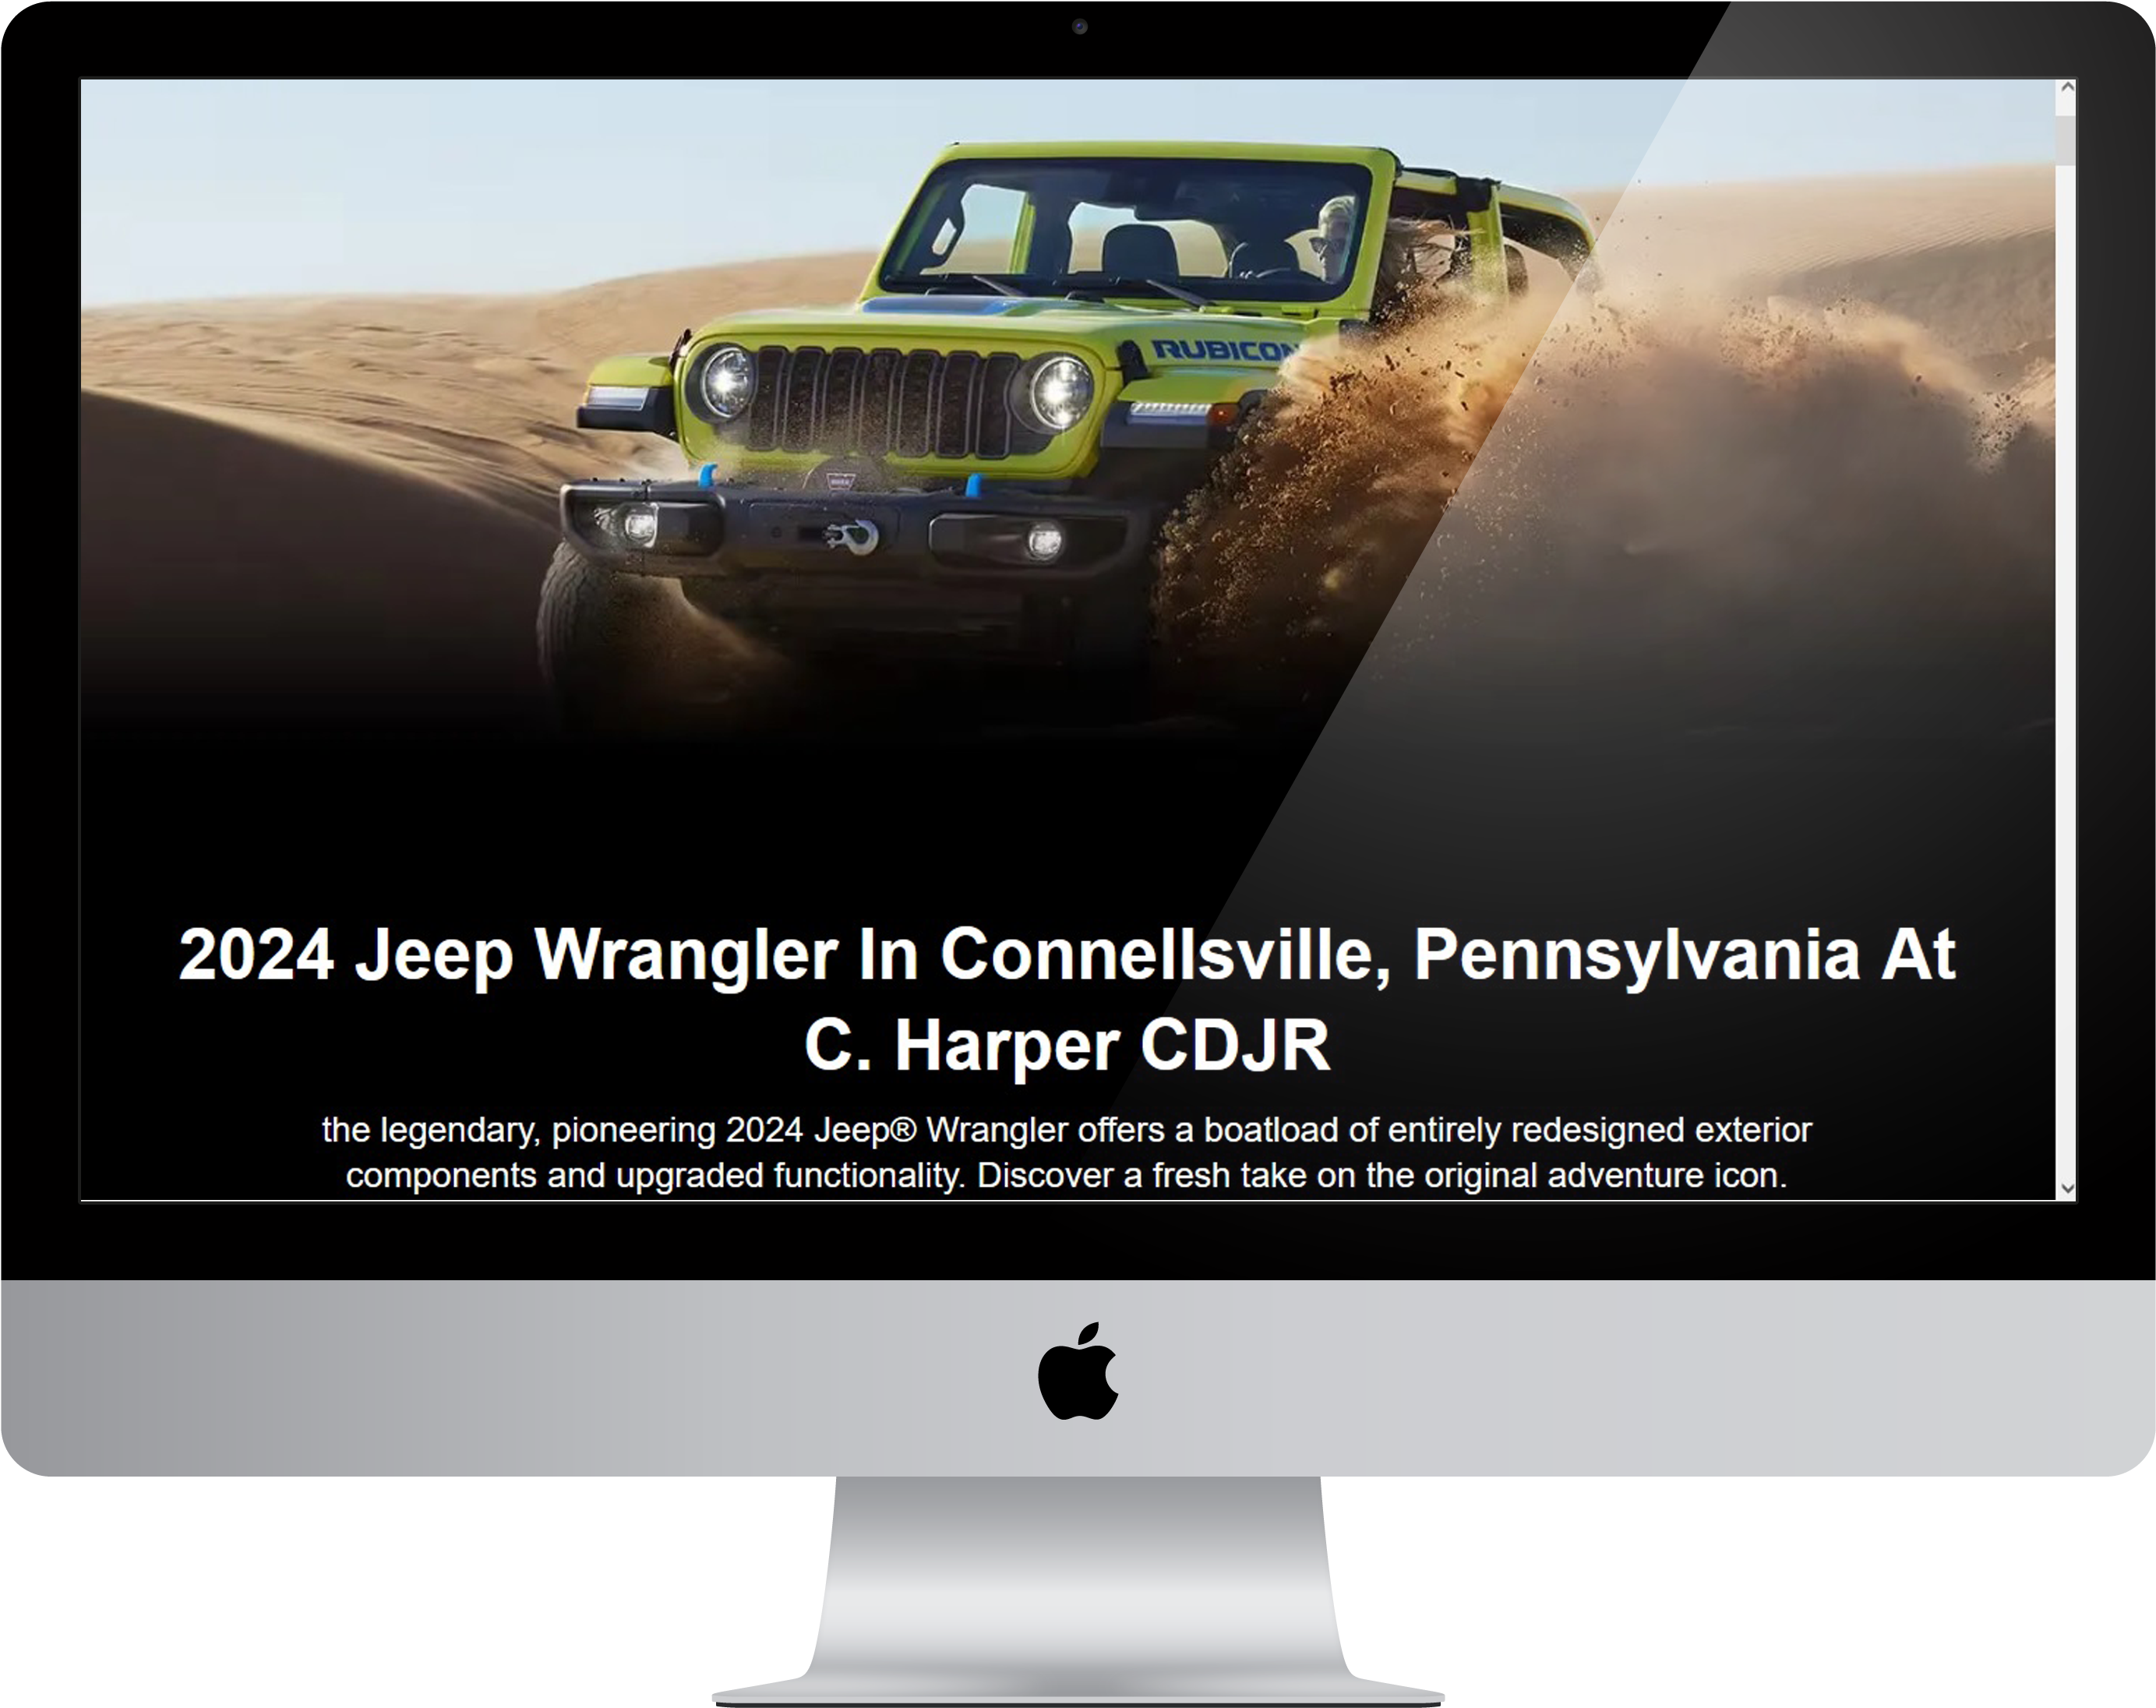 RUBICON
2024 Jeep Wrangler In Connellsville, Pennsylvania At
C. Harper CDJR
the legendary, pioneering 2024 Jeep® Wrangler offers a boatload of entirely redesigned exterior
components and upgraded functionality. Discover a fresh take on the original adventure icon.